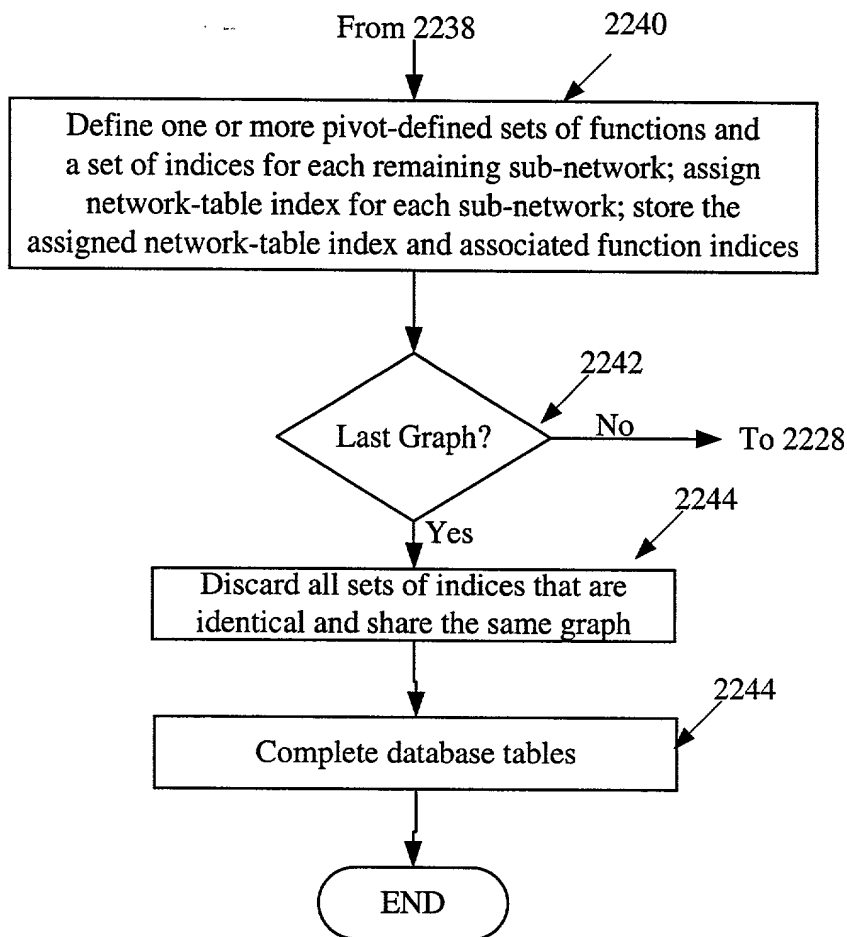 From 2238
2240
Define one or more pivot-defined sets of functions and
a set of indices for each remaining sub-network; assign
network-table index for each sub-network; store the
assigned network-table index and associated function indices
2242
Last Graph?
No
To 2228
Yes
2244
Discard all sets of indices that are
identical and share the same graph
2244
Complete database tables
END